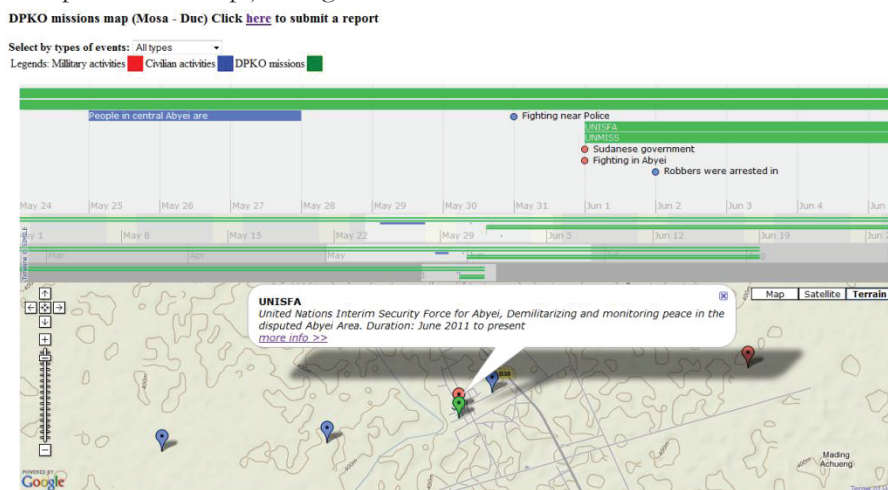 DPKO missions map (Mosa - Duc) Click here to submit a report
Select by types of events: All types
Legends: Millitary activities Civilian activities DPKO missions
People in central Abyei are
Fighting near Police
UNISFA
UNMISS
Sudanese government
Fighting in Abyei
Robbers were arrested in
May 24 May 25 May 26 May 27 May 28 May 29 May 30 May 31 Jun 1 Jun 2 Jun 3 Jun 4 Jun
May 8 May 15 May 22 May 29 Jun 5 Jun 12 Jun 19
Mar Apr May
Timeline © SIMILE
UNISFA
United Nations Interim Security Force for Abyei, Demilitarizing and monitoring peace in the
disputed Abyei Area. Duration: June 2011 to present
more info >>
Map Satellite Terrain
400m
Mading
Achueng
POWERED BY
Google